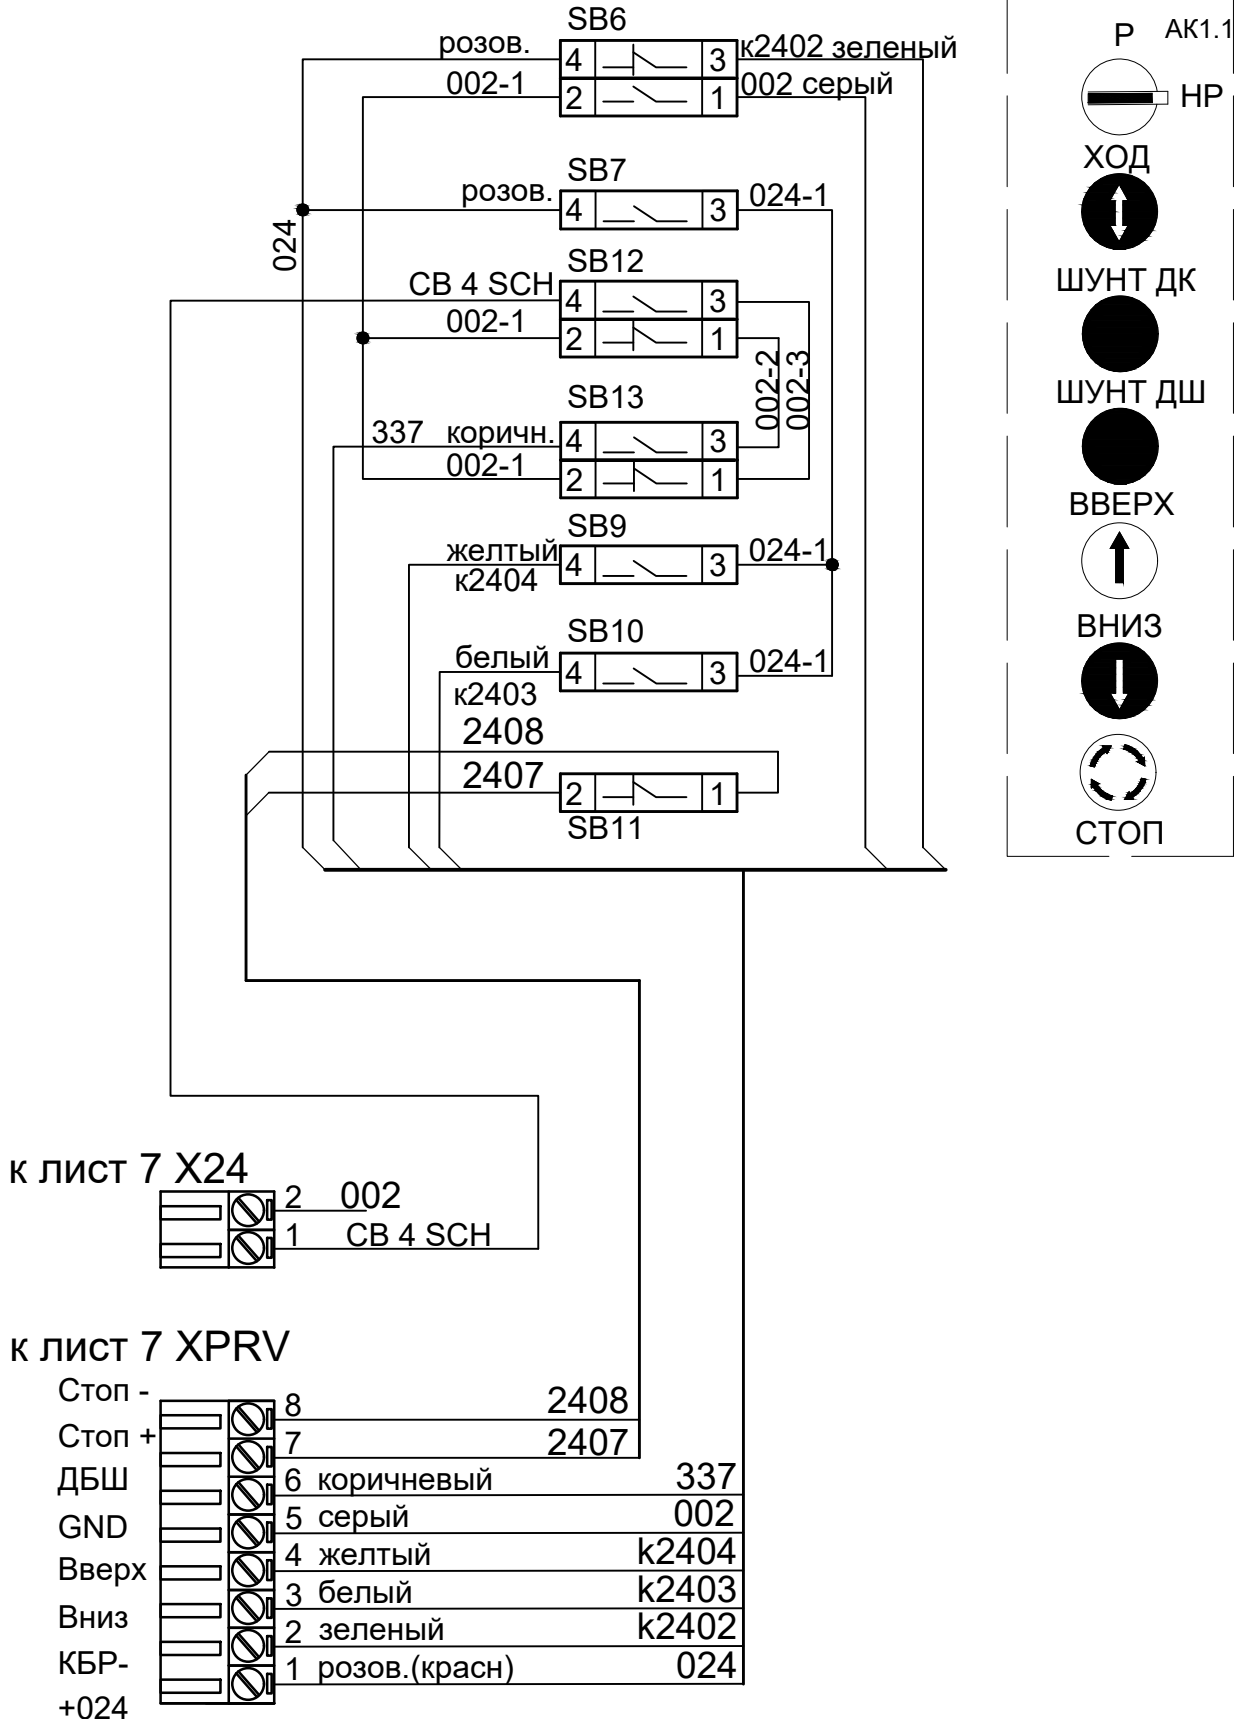 SB6
розов.
4
3
к2402 зеленый
002-1
2
1
002 серый
SB7
розов.
4
3
024-1
024
SB12
СВ 4 SCH
4
3
002-1
2
1
002-2
002-3
SB13
337 коричн.
4
3
002-1
2
1
SB9
желтый
4
3
024-1
к2404
SB10
белый
4
3
024-1
к2403
2408
2407
2
1
SB11
Р
АК1.1
НР
ХОД
ШУНТ ДК
ШУНТ ДШ
ВВЕРХ
ВНИЗ
СТОП
к лист 7 X24
2 002
1 СВ 4 SCH
к лист 7 XPRV
Стоп -
8 2408
Стоп +
7 2407
ДБШ
6 коричневый 337
GND
5 серый 002
Вверх
4 желтый k2404
Вниз
3 белый k2403
КБР-
2 зеленый k2402
+024
1 розов.(красн) 024